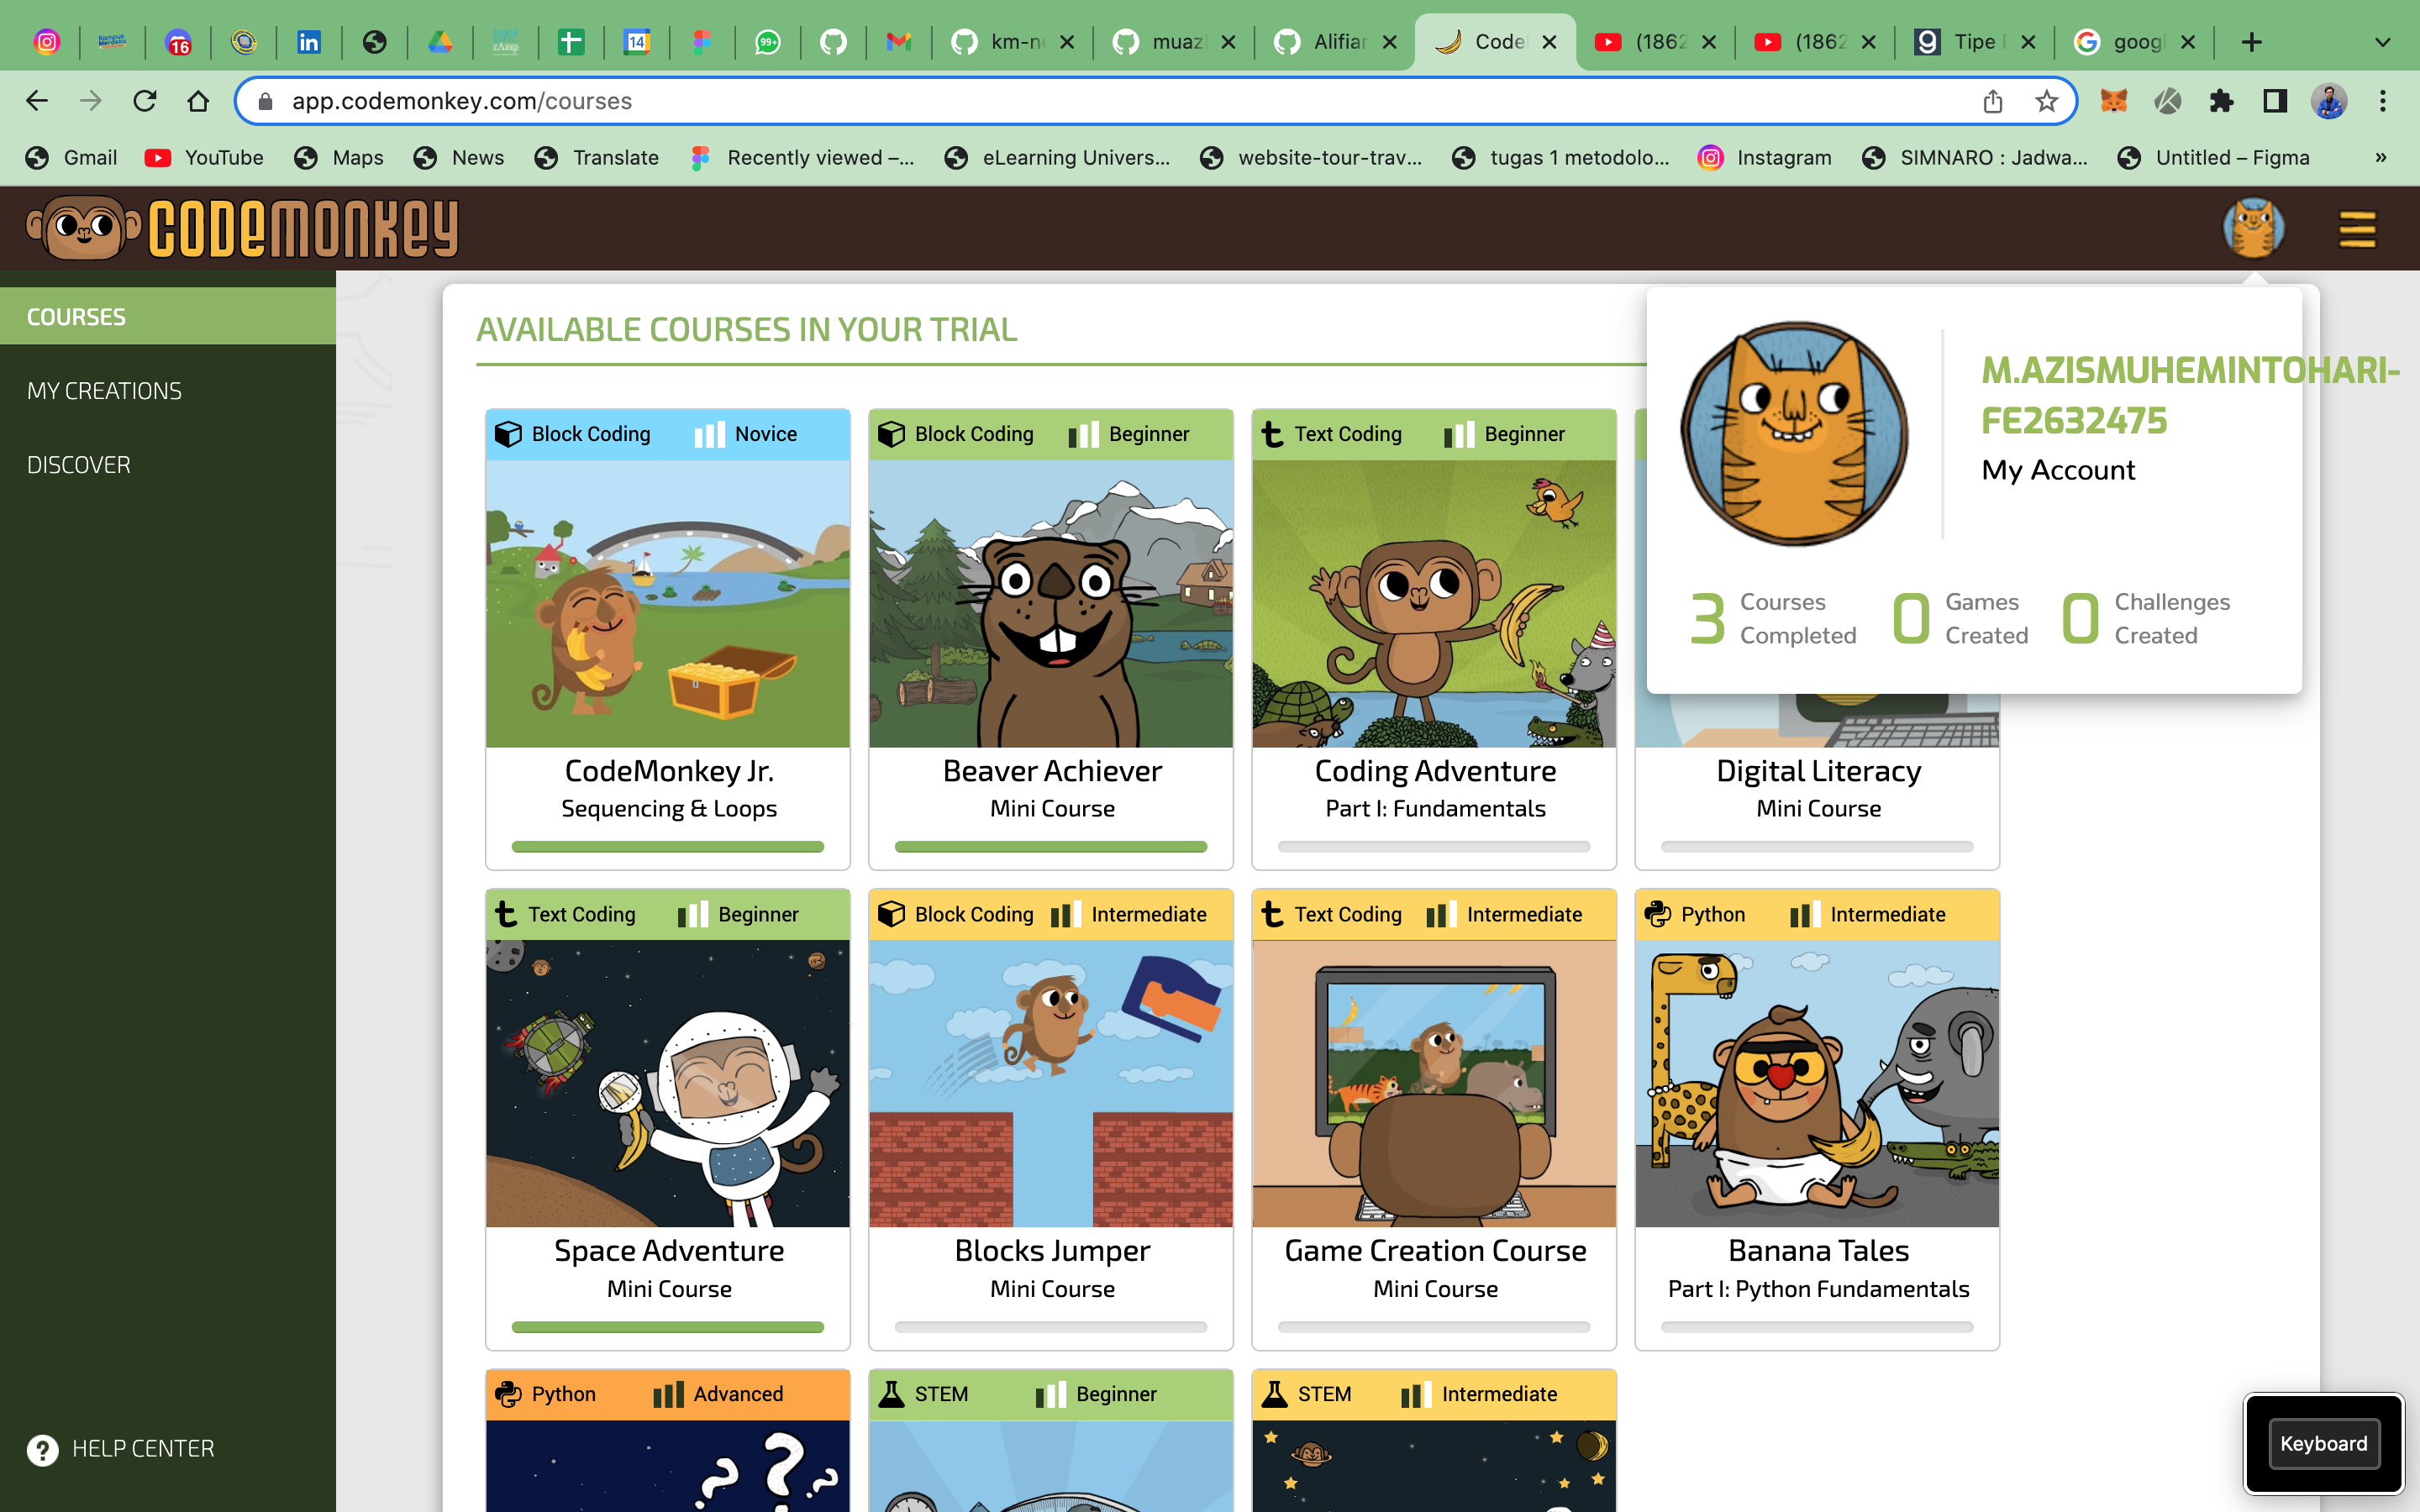 16
in
14
99+
km-n
muaz
Alifiar
Code
(1862
(1862
g Tipe
goog
app.codemonkey.com/courses
Gmail
YouTube
Maps
News
Translate
Recently viewed –...
eLearning Univers...
website-tour-trav...
tugas 1 metodolo...
Instagram
SIMNARO : Jadwa...
Untitled – Figma
»
CODEMONKEY
COURSES
MY CREATIONS
DISCOVER
HELP CENTER
AVAILABLE COURSES IN YOUR TRIAL
M.AZISMUHEMINTOHARI-
FE2632475
My Account
3 Courses Completed
0 Games Created
0 Challenges Created
Block Coding Novice
CodeMonkey Jr.
Sequencing & Loops
Block Coding Beginner
Beaver Achiever
Mini Course
Text Coding Beginner
Coding Adventure
Part I: Fundamentals
Digital Literacy
Mini Course
Text Coding Beginner
Space Adventure
Mini Course
Block Coding Intermediate
Blocks Jumper
Mini Course
Text Coding Intermediate
Game Creation Course
Mini Course
Python Intermediate
Banana Tales
Part I: Python Fundamentals
Python Advanced
? ? ?
STEM Beginner
STEM Intermediate
Keyboard